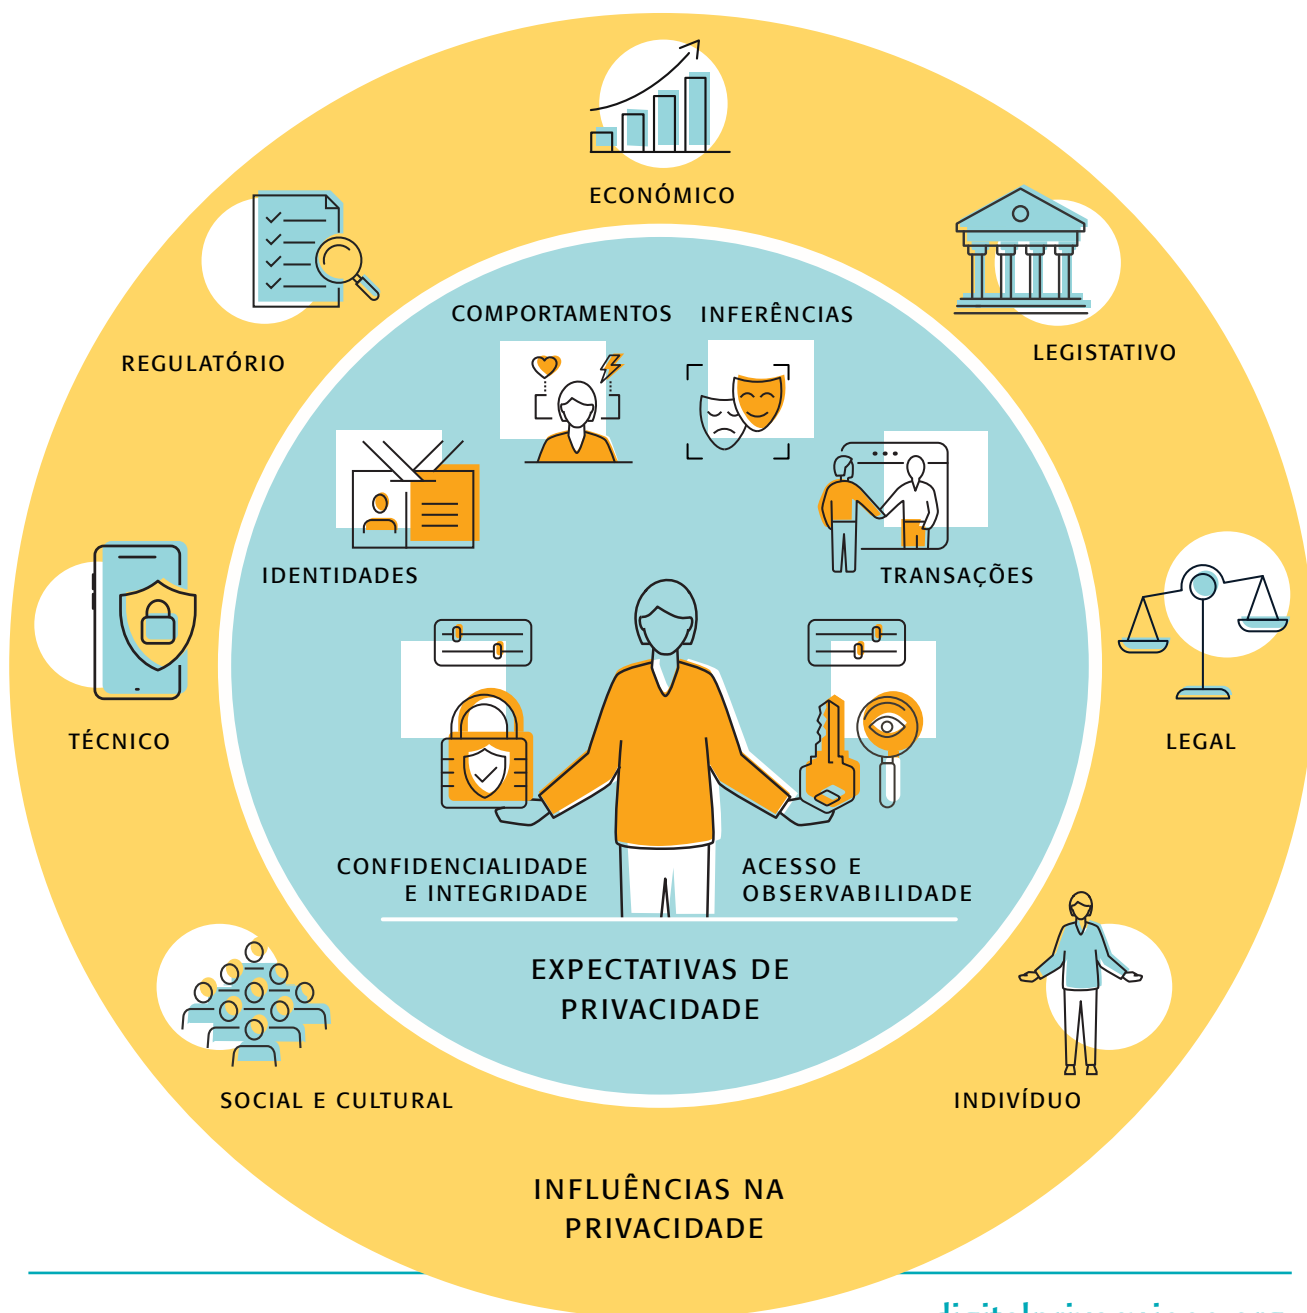 ECONÓMICO
REGULATÓRIO
LEGISTATIVO
COMPORTAMENTOS
INFERÊNCIAS
IDENTIDADES
TRANSAÇÕES
TÉCNICO
LEGAL
CONFIDENCIALIDADE
E INTEGRIDADE
ACESSO E
OBSERVABILIDADE
EXPECTATIVAS DE
PRIVACIDADE
SOCIAL E CULTURAL
INDIVÍDUO
INFLUÊNCIAS NA
PRIVACIDADE